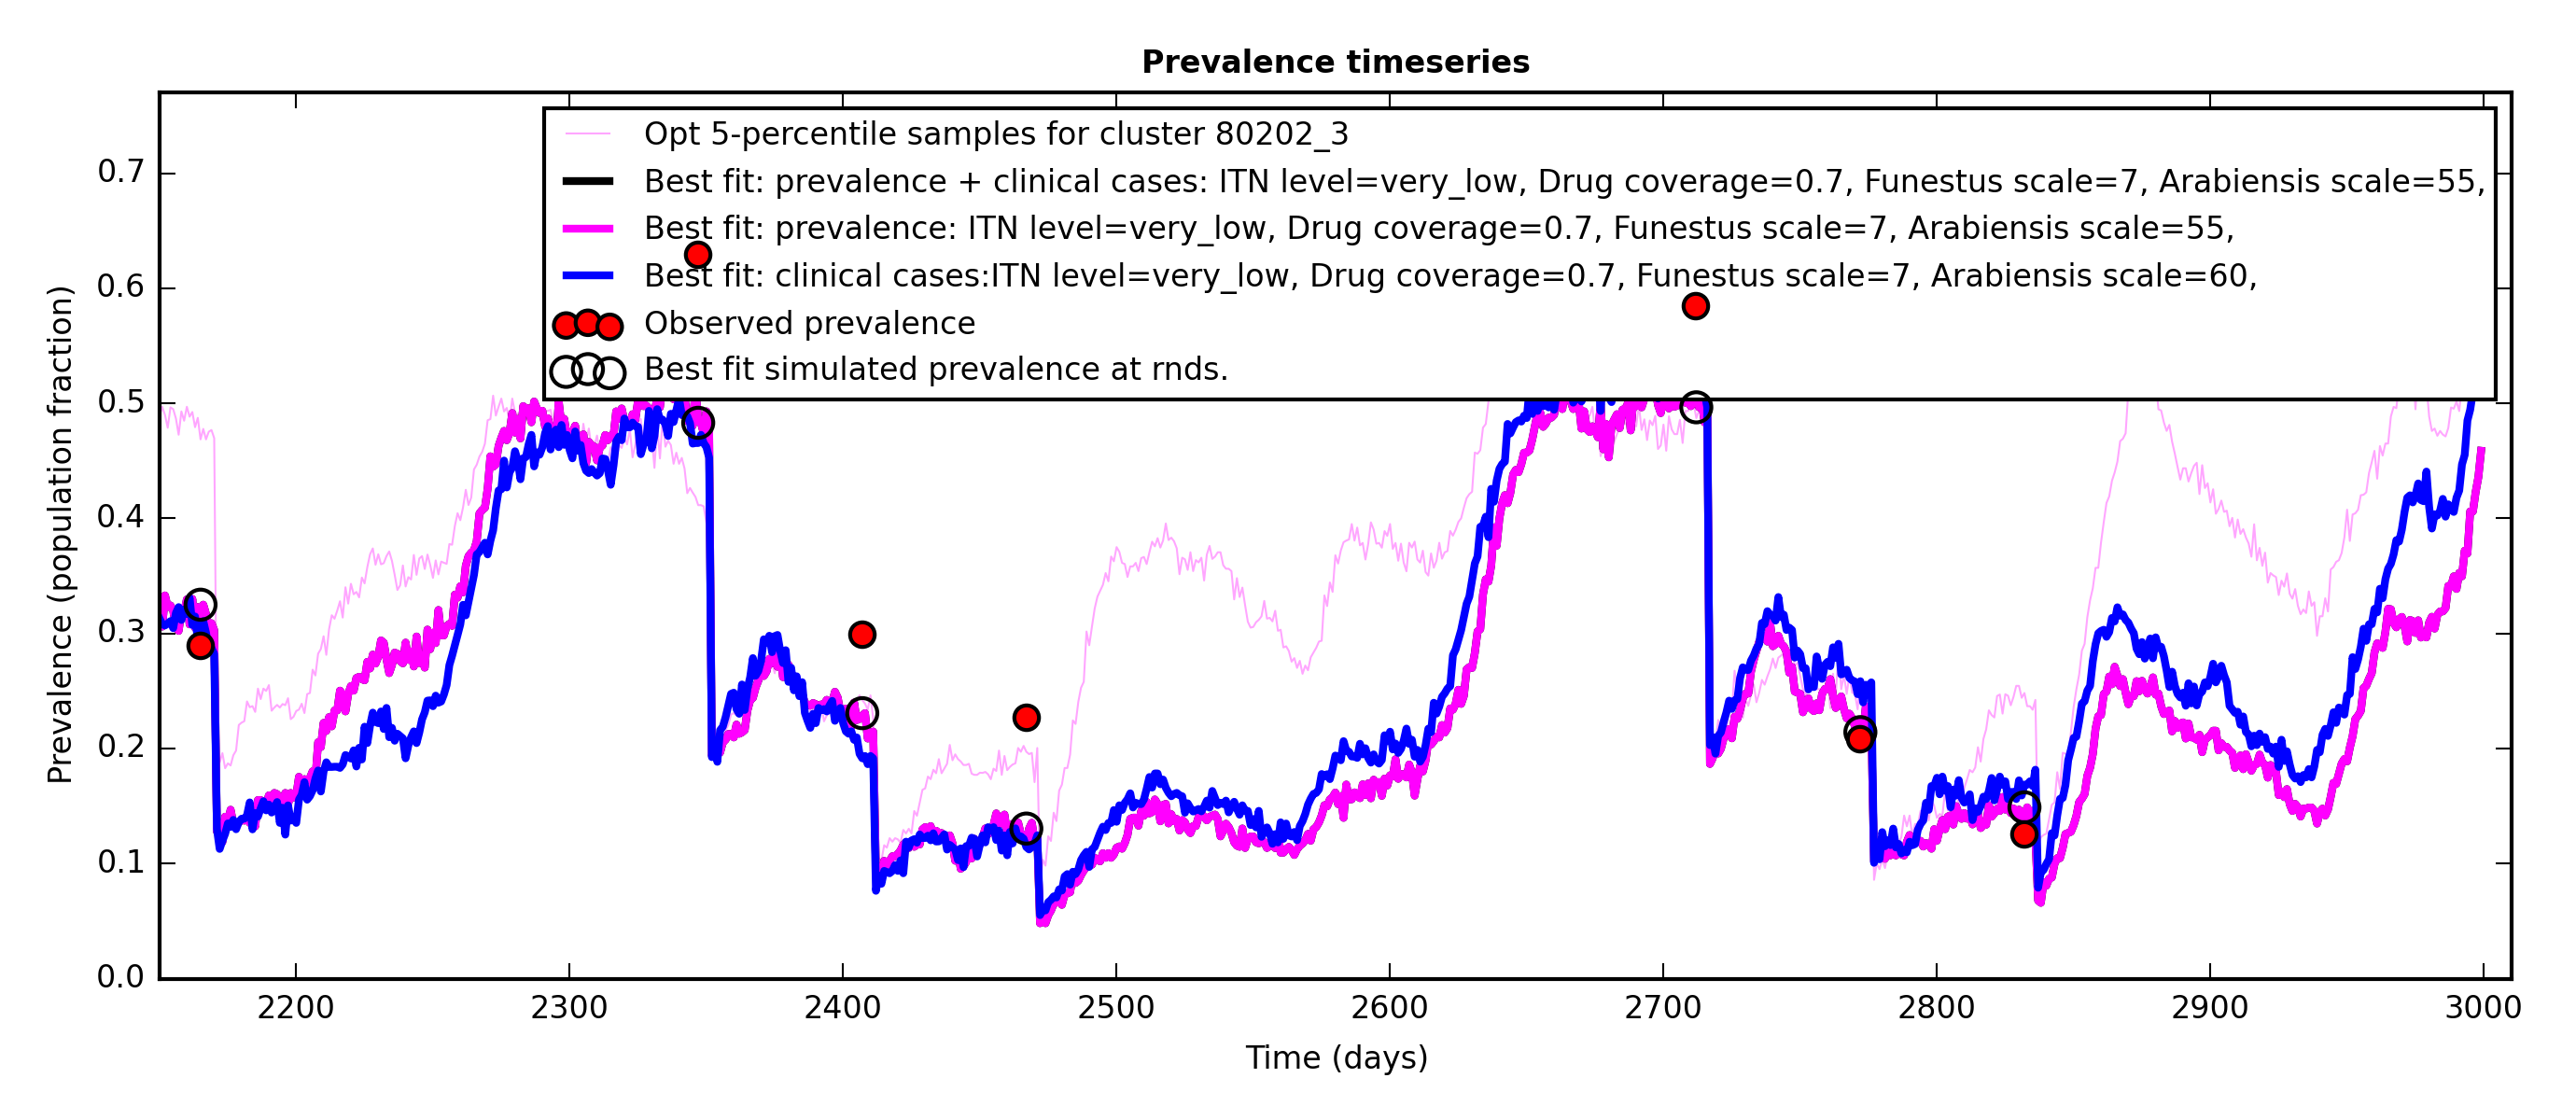 Prevalence timeseries
Opt 5-percentile samples for cluster 80202_3
Best fit: prevalence + clinical cases: ITN level=very_low, Drug coverage=0.7, Funestus scale=7, Arabiensis scale=55,
Best fit: prevalence: ITN level=very_low, Drug coverage=0.7, Funestus scale=7, Arabiensis scale=55,
Best fit: clinical cases:ITN level=very_low, Drug coverage=0.7, Funestus scale=7, Arabiensis scale=60,
Observed prevalence
Best fit simulated prevalence at rnds.
Prevalence (population fraction)
0.7
0.6
0.5
0.4
0.3
0.2
0.1
0.0
2200 2300 2400 2500 2600 2700 2800 2900 3000
Time (days)